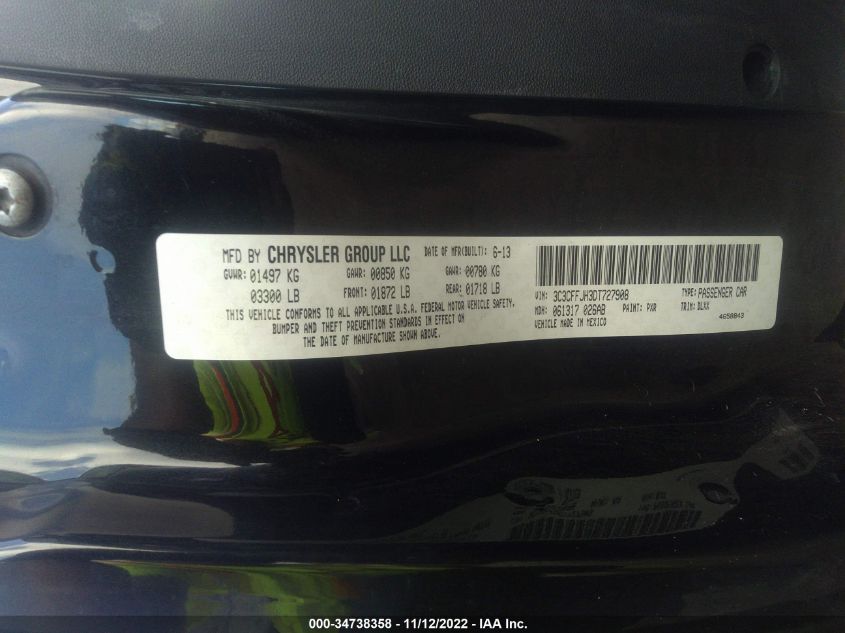 MFD BY CHRYSLER GROUP LLC DATE OF MFR(BUILT): 6-13
GVWR: 01497 KG GAWR: 00850 KG GAWR: 00780 KG
03300 LB FRONT: 01872 LB REAR: 01718 LB
THIS VEHICLE CONFORMS TO ALL APPLICABLE U.S.A. FEDERAL MOTOR VEHICLE SAFETY,
BUMPER AND THEFT PREVENTION STANDARDS IN EFFECT ON
THE DATE OF MANUFACTURE SHOWN ABOVE.
VIN: 3C3CFFJH3DT727908 TYPE: PASSENGER CAR
MDH: 061317 028AB PAINT: PXR TRIM: DLXX
VEHICLE MADE IN MEXICO 4658843
000-34738358 - 11/12/2022 - IAA Inc.